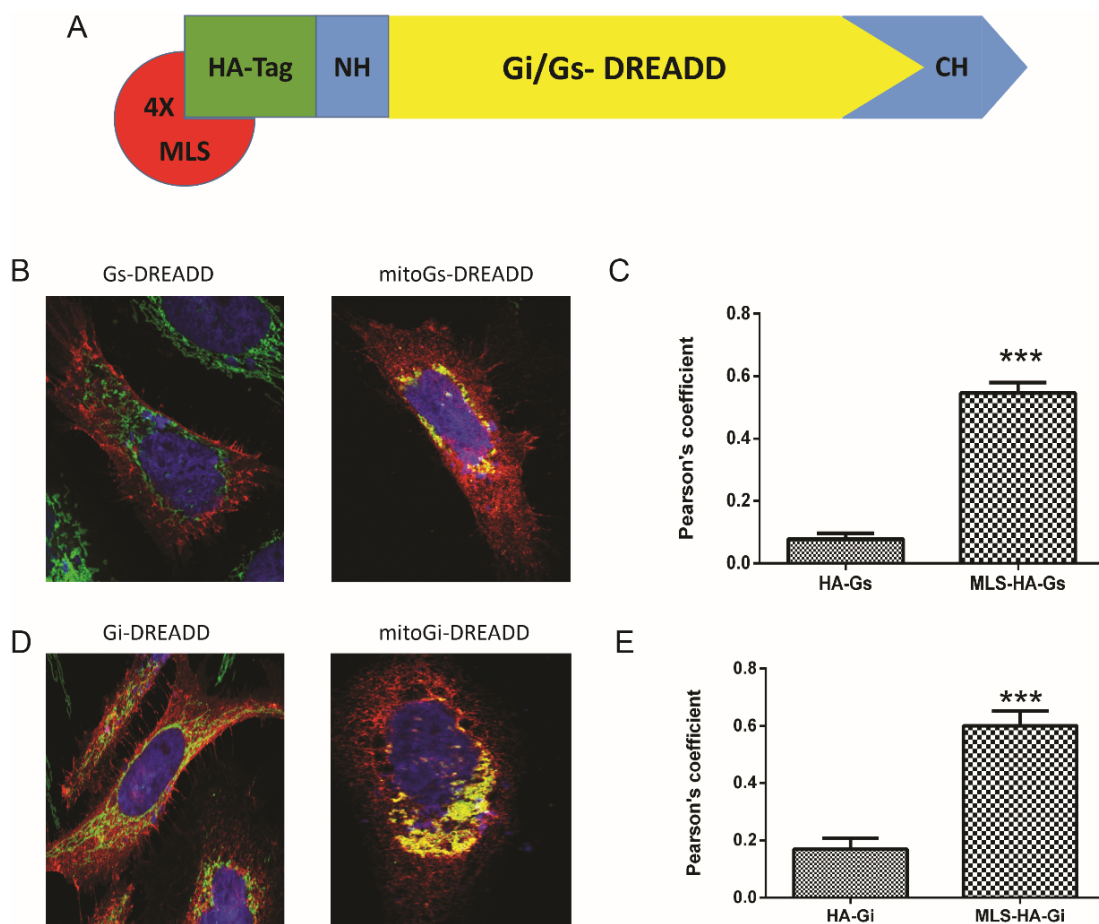 A
4X
MLS
HA-Tag
NH
Gi/Gs- DREADD
CH
B
Gs-DREADD
mitoGs-DREADD
C
Pearson's coefficient
0.8
0.6
0.4
0.2
0.0
***
HA-Gs
MLS-HA-Gs
D
Gi-DREADD
mitoGi-DREADD
E
Pearson's coefficient
0.8
0.6
0.4
0.2
0.0
***
HA-Gi
MLS-HA-Gi